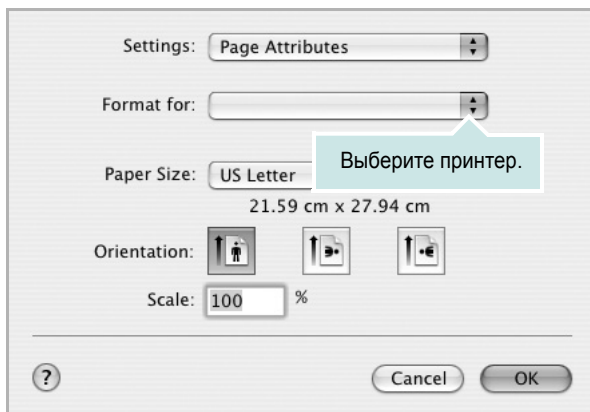 Settings: Page Attributes
Format for:
Выберите принтер.
Paper Size: US Letter
21.59 cm x 27.94 cm
Orientation:
Scale: 100 %
? Cancel OK